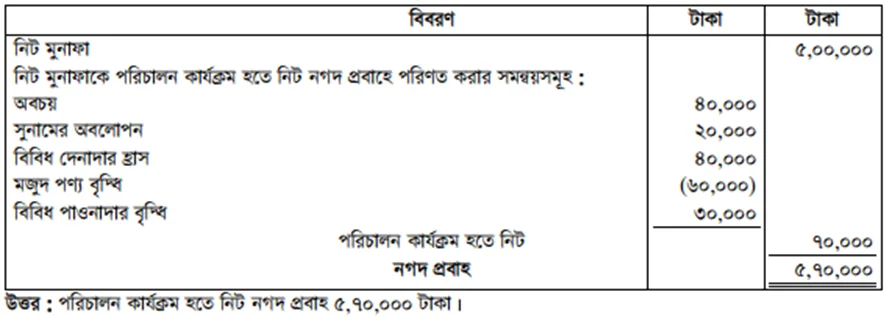 বিবরণ টাকা টাকা
নিট মুনাফা ৫,০০,০০০
নিট মুনাফাকে পরিচালন কার্যক্রম হতে নিট নগদ প্রবাহে পরিণত করার সমন্বয়সমূহ :
অবচয় ৪০,০০০
সুনামের অবলোপন ২০,০০০
বিবিধ দেনাদার হ্রাস ৪০,০০০
মজুদ পণ্য বৃদ্ধি (৬০,০০০)
বিবিধ পাওনাদার বৃদ্ধি ৩০,০০০
পরিচালন কার্যক্রম হতে নিট ৭০,০০০
নগদ প্রবাহ ৫,৭০,০০০
উত্তর : পরিচালন কার্যক্রম হতে নিট নগদ প্রবাহ ৫,৭০,০০০ টাকা।